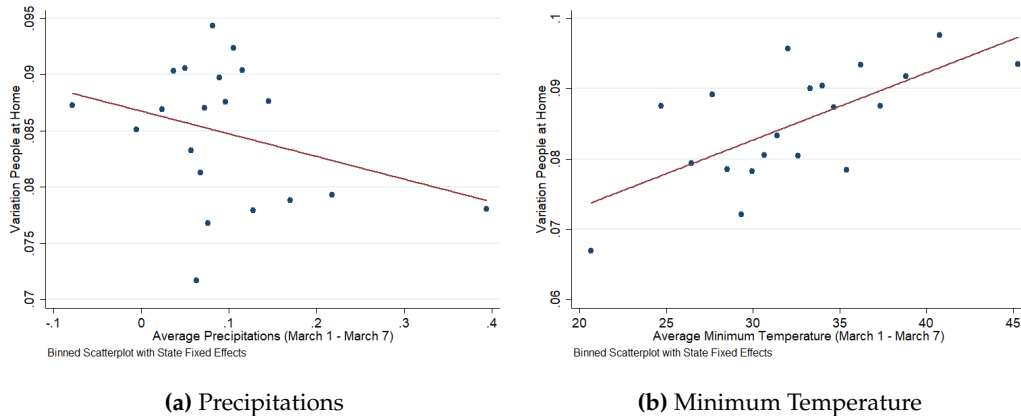 Variation People at Home
.07 .075 .08 .085 .09 .095
-.1 0 .1 .2 .3 .4
Average Precipitations (March 1 - March 7)
Binned Scatterplot with State Fixed Effects
(a) Precipitations
Variation People at Home
.06 .07 .08 .09 .1
20 25 30 35 40 45
Average Minimum Temperature (March 1 - March 7)
Binned Scatterplot with State Fixed Effects
(b) Minimum Temperature